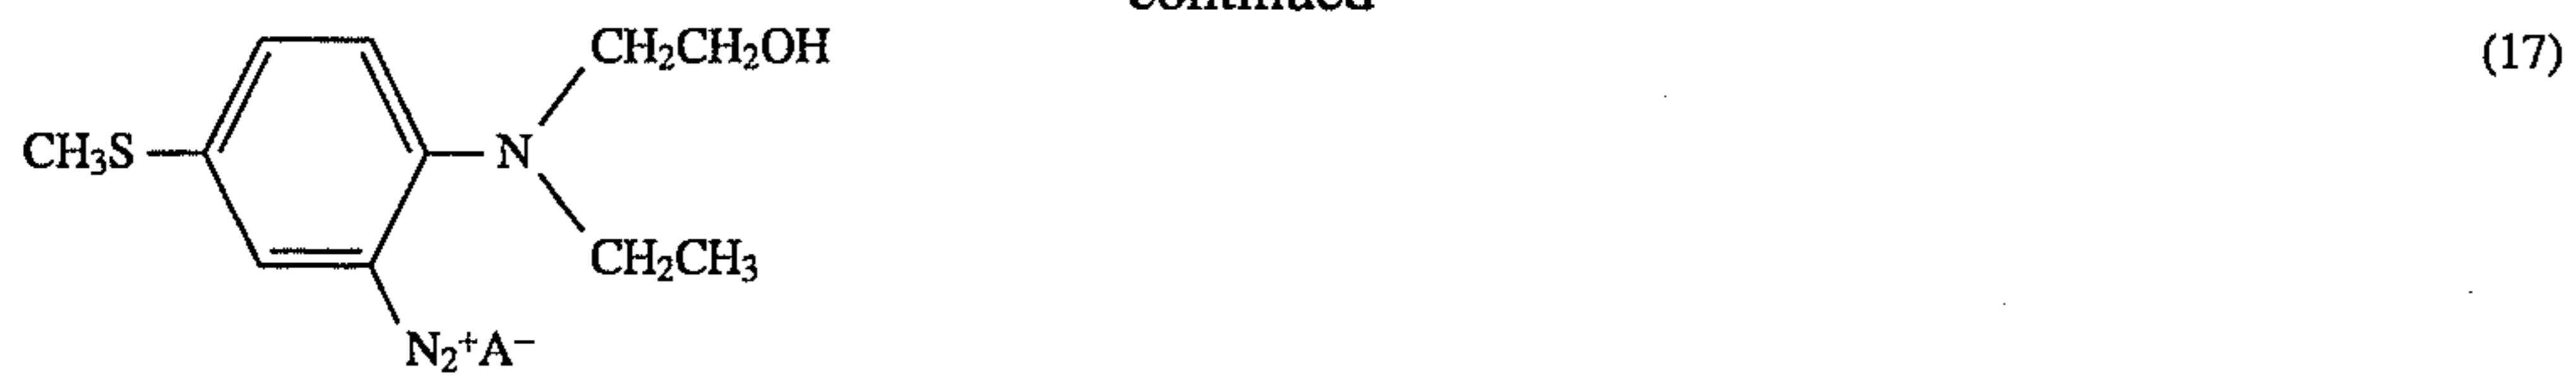 continued
CH₂CH₂OH (17)
CH₃S N
CH₂CH₃
N₂⁺A⁻